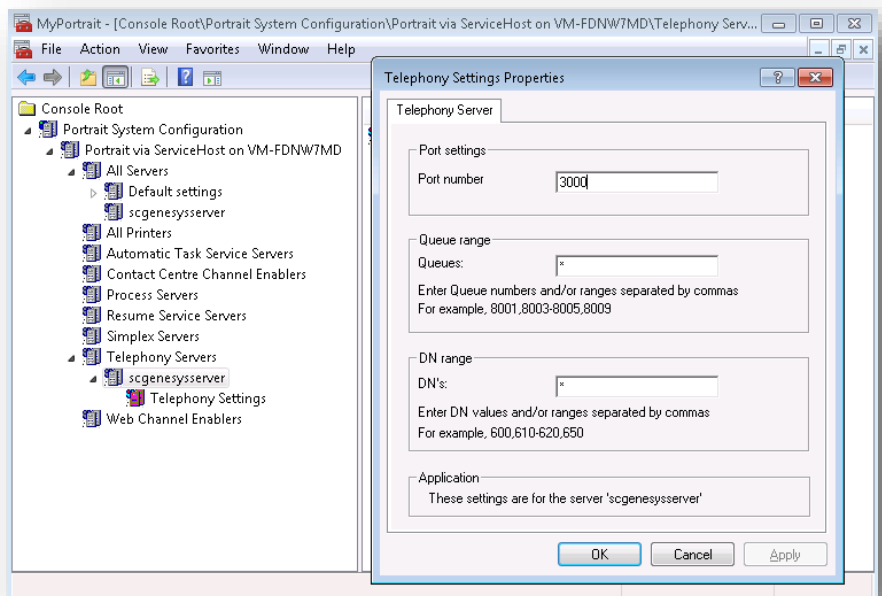 MyPortrait - [Console Root\Portrait System Configuration\Portrait via ServiceHost on VM-FDNW7MD\Telephony Serv...
File Action View Favorites Window Help
Console Root
Portrait System Configuration
Portrait via ServiceHost on VM-FDNW7MD
All Servers
Default settings
scgenesysserver
All Printers
Automatic Task Service Servers
Contact Centre Channel Enablers
Process Servers
Resume Service Servers
Simplex Servers
Telephony Servers
scgenesysserver
Telephony Settings
Web Channel Enablers
Telephony Settings Properties
Telephony Server
Port settings
Port number 3000
Queue range
Queues: *
Enter Queue numbers and/or ranges separated by commas
For example, 8001,8003-8005,8009
DN range
DN's: *
Enter DN values and/or ranges separated by commas
For example, 600,610-620,650
Application
These settings are for the server 'scgenesysserver'
OK Cancel Apply